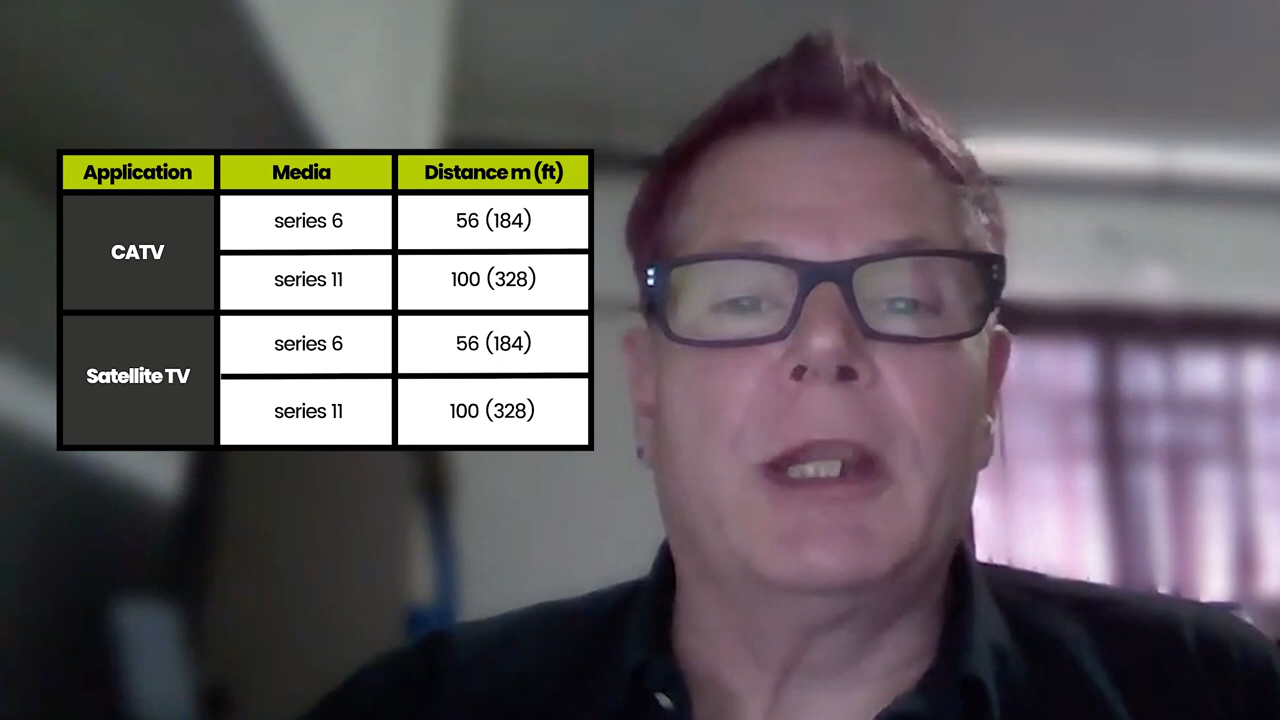 Application Media Distance m (ft)
CATV
series 6 56 (184)
series 11 100 (328)
Satellite TV
series 6 56 (184)
series 11 100 (328)